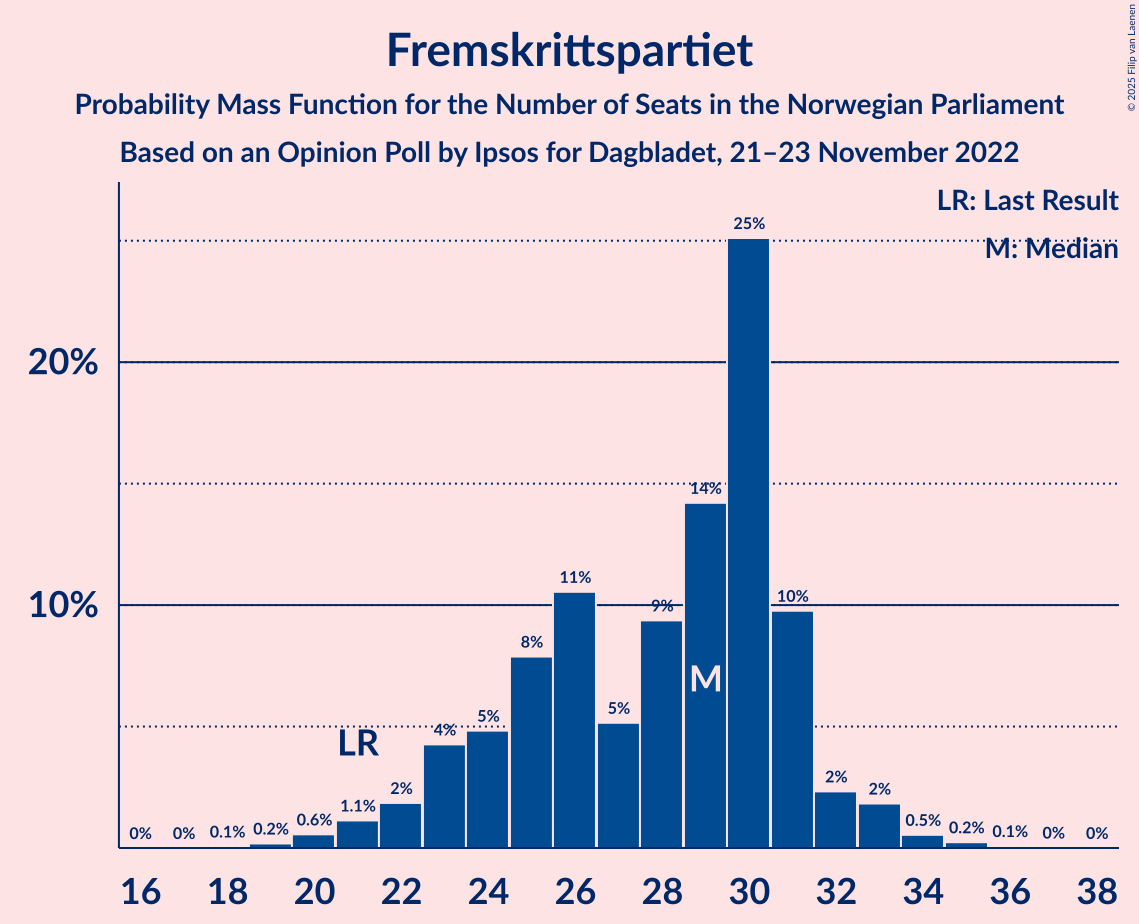 Fremskrittspartiet
Probability Mass Function for the Number of Seats in the Norwegian Parliament
Based on an Opinion Poll by Ipsos for Dagbladet, 21–23 November 2022
© 2025 Filip van Laenen
LR: Last Result
M: Median
20%
10%
0% 0% 0.1% 0.2% 0.6% 1.1% 2% 4% 5% 8% 11% 5% 9% 14% 25% 10% 2% 2% 0.5% 0.2% 0.1% 0% 0%
LR
M
16 18 20 22 24 26 28 30 32 34 36 38